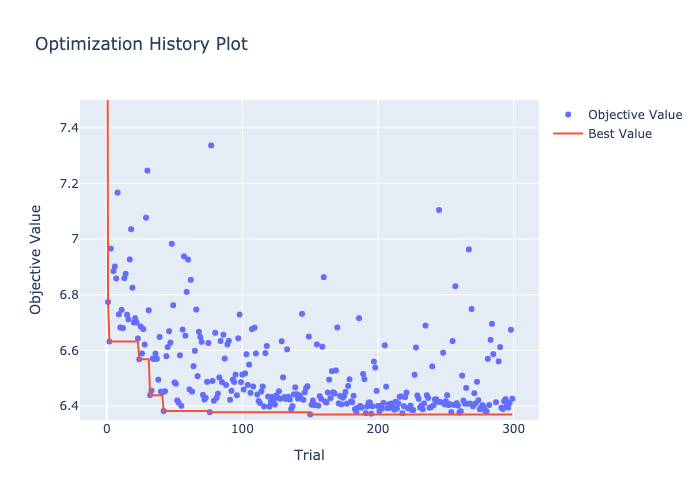 Optimization History Plot
Objective Value
Best Value
7.4
7.2
7
6.8
6.6
6.4
Objective Value
0
100
200
300
Trial